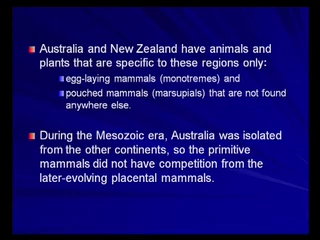 Australia and New Zealand have animals and
plants that are specific to these regions only:
egg-laying mammals (monotremes) and
pouched mammals (marsupials) that are not found
anywhere else.
During the Mesozoic era, Australia was isolated
from the other continents, so the primitive
mammals did not have competition from the
later-evolving placental mammals.